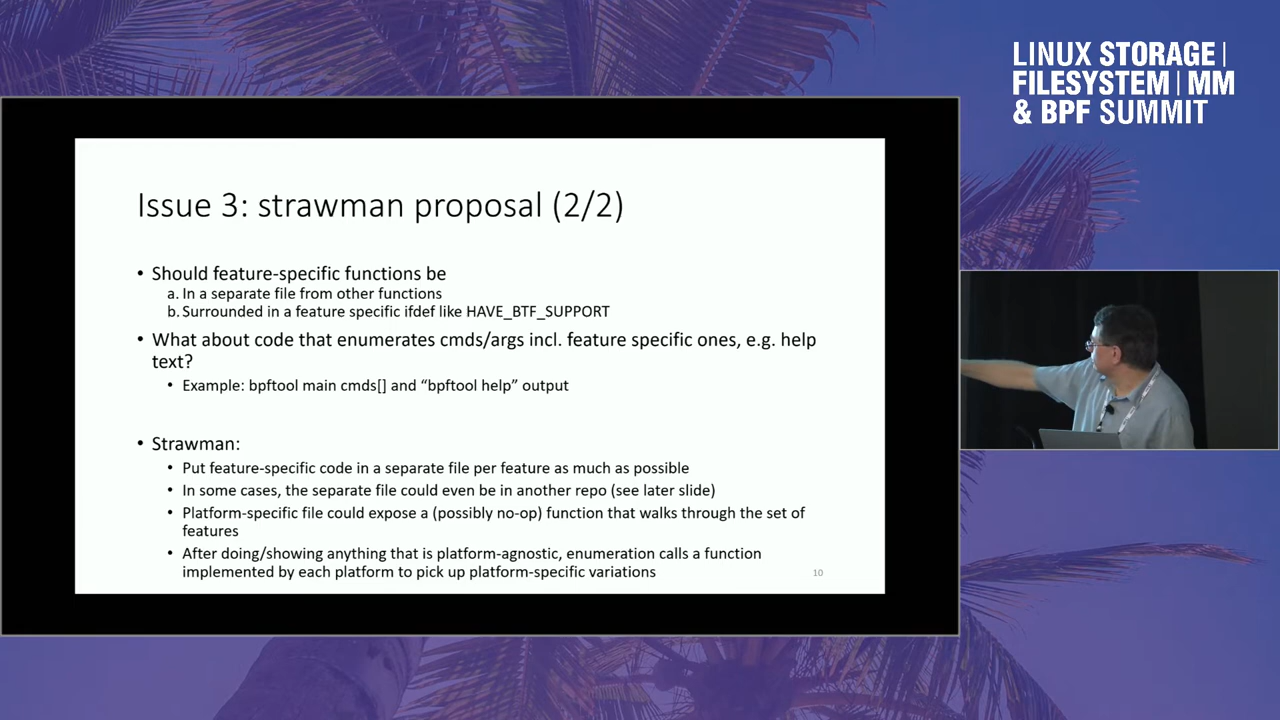 LINUX STORAGE |
FILESYSTEM | MM
& BPF SUMMIT
Issue 3: strawman proposal (2/2)
• Should feature-specific functions be
a. In a separate file from other functions
b. Surrounded in a feature specific ifdef like HAVE_BTF_SUPPORT
• What about code that enumerates cmds/args incl. feature specific ones, e.g. help
text?
• Example: bpftool main cmds[] and “bpftool help” output
• Strawman:
• Put feature-specific code in a separate file per feature as much as possible
• In some cases, the separate file could even be in another repo (see later slide)
• Platform-specific file could expose a (possibly no-op) function that walks through the set of
features
• After doing/showing anything that is platform-agnostic, enumeration calls a function
implemented by each platform to pick up platform-specific variations
10